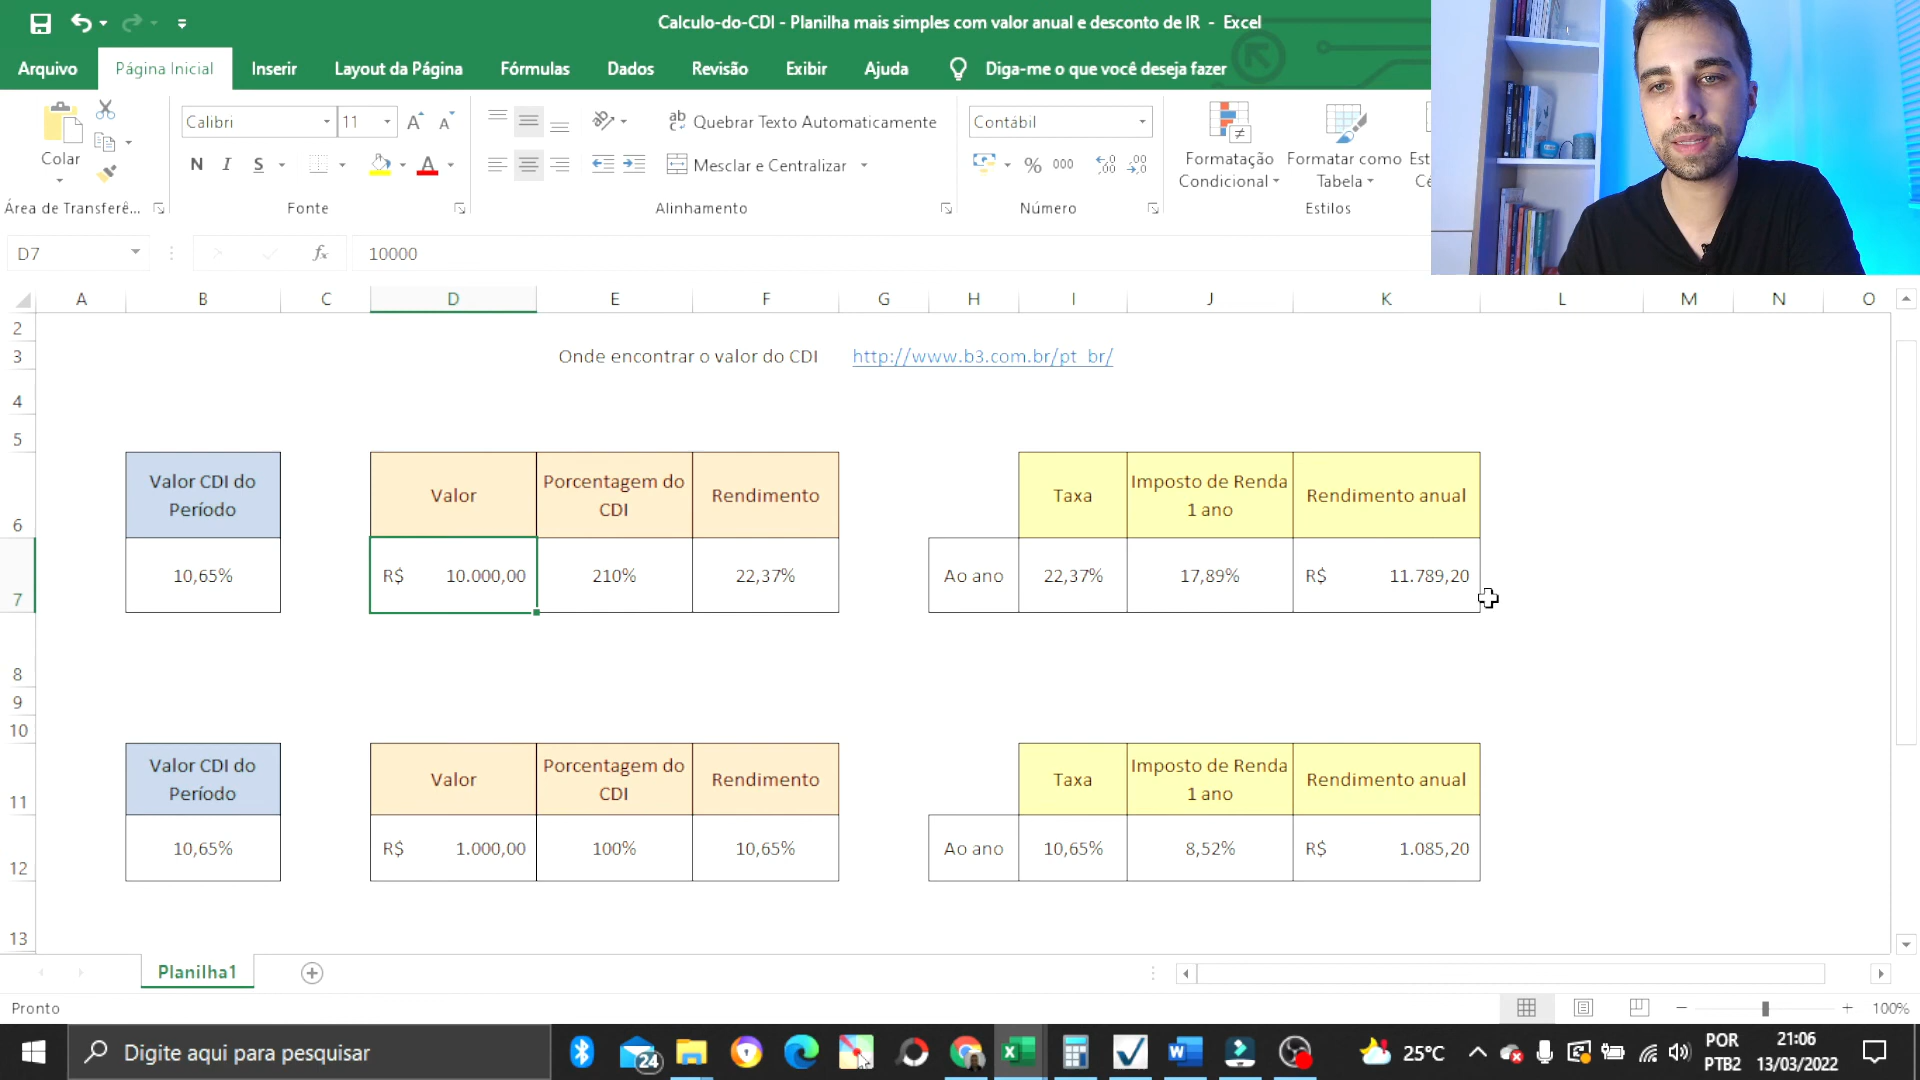 Calculo-do-CDI - Planilha mais simples com valor anual e desconto de IR - Excel
Arquivo Página Inicial Inserir Layout da Página Fórmulas Dados Revisão Exibir Ajuda Diga-me o que você deseja fazer
Colar
Área de Transferê...
Calibri 11
N I S
Fonte
Quebrar Texto Automaticamente
Mesclar e Centralizar
Alinhamento
Contábil
% 000
Número
Formatação Condicional
Formatar como Tabela
Estilos
D7 fx 10000
A B C D E F G H I J K L M N O
2
3 Onde encontrar o valor do CDI http://www.b3.com.br/pt_br/
4
5
6 Valor CDI do Período Valor Porcentagem do CDI Rendimento Taxa Imposto de Renda 1 ano Rendimento anual
7 10,65% R$ 10.000,00 210% 22,37% Ao ano 22,37% 17,89% R$ 11.789,20
8
9
10
11 Valor CDI do Período Valor Porcentagem do CDI Rendimento Taxa Imposto de Renda 1 ano Rendimento anual
12 10,65% R$ 1.000,00 100% 10,65% Ao ano 10,65% 8,52% R$ 1.085,20
13
Planilha1
Pronto 100%
Digite aqui para pesquisar 24 25°C POR PTB2 21:06 13/03/2022